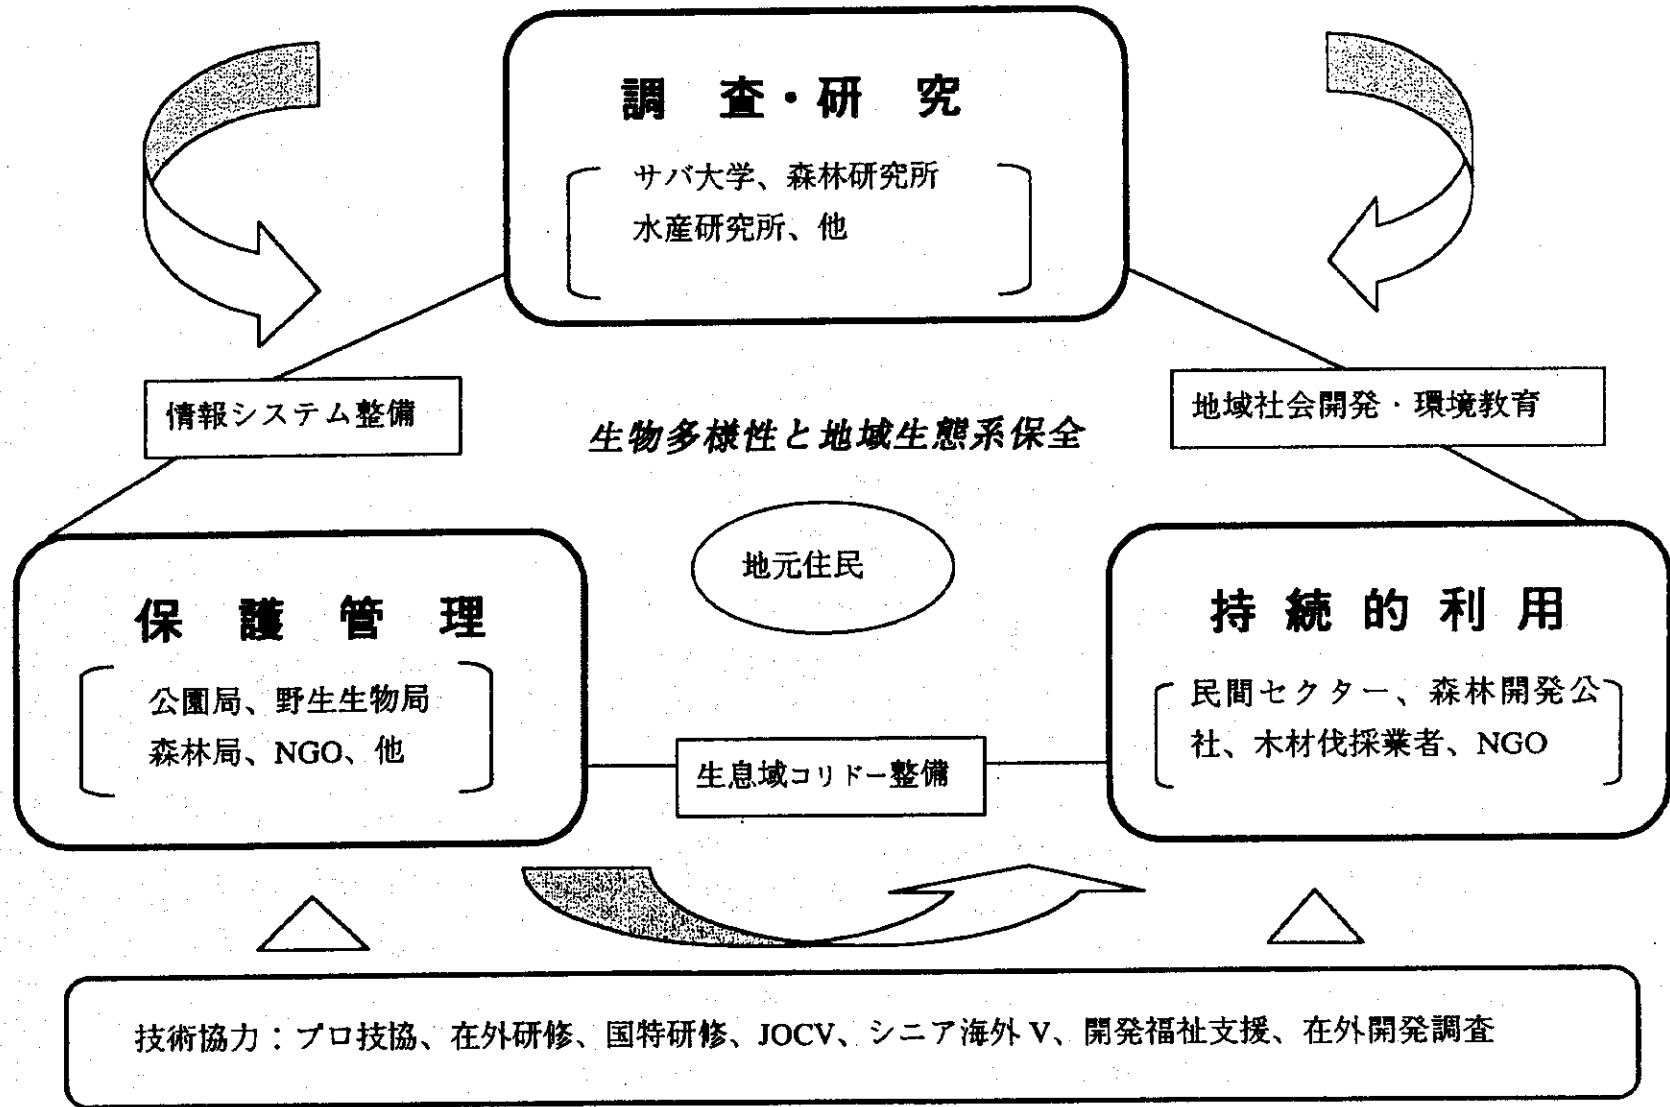 調査・研究
サバ大学、森林研究所
水産研究所、他
情報システム整備
地域社会開発・環境教育
生物多様性と地域生態系保全
地元住民
保護管理
公園局、野生生物局
森林局、NGO、他
持続的利用
民間セクター、森林開発公
社、木材伐採業者、NGO
生息域コリドー整備
技術協力：プロ技協、在外研修、国特研修、JOCV、シニア海外 V、開発福祉支援、在外開発調査